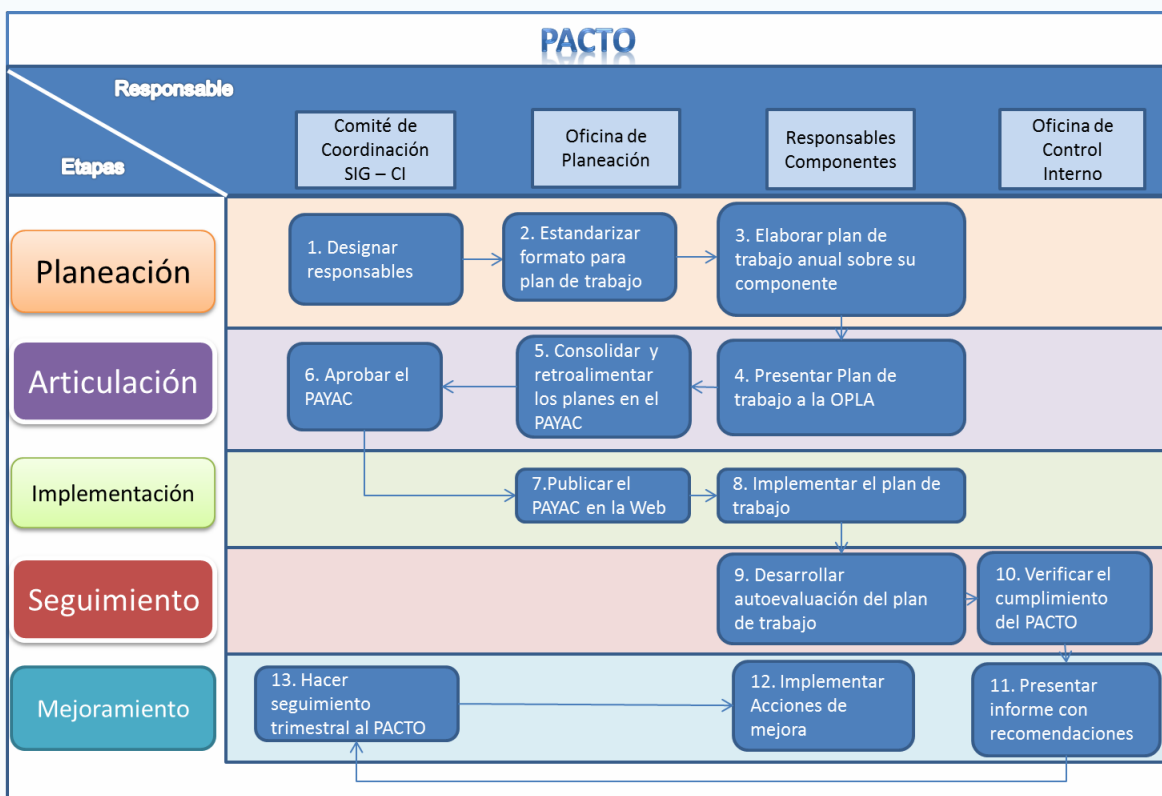 PACTO
Responsable
Etapas
Comité de
Coordinación
SIG – CI
Oficina de
Planeación
Responsables
Componentes
Oficina de
Control
Interno
Planeación
1. Designar
responsables
2. Estandarizar
formato para
plan de trabajo
3. Elaborar plan de
trabajo anual sobre su
componente
Articulación
6. Aprobar el
PAYAC
5. Consolidar y
retroalimentar
los planes en el
PAYAC
4. Presentar Plan de
trabajo a la OPLA
Implementación
7.Publicar el
PAYAC en la Web
8. Implementar el plan de
trabajo
Seguimiento
9. Desarrollar
autoevaluación del plan
de trabajo
10. Verificar el
cumplimiento
del PACTO
Mejoramiento
13. Hacer
seguimiento
trimestral al PACTO
12. Implementar
Acciones de
mejora
11. Presentar
informe con
recomendaciones